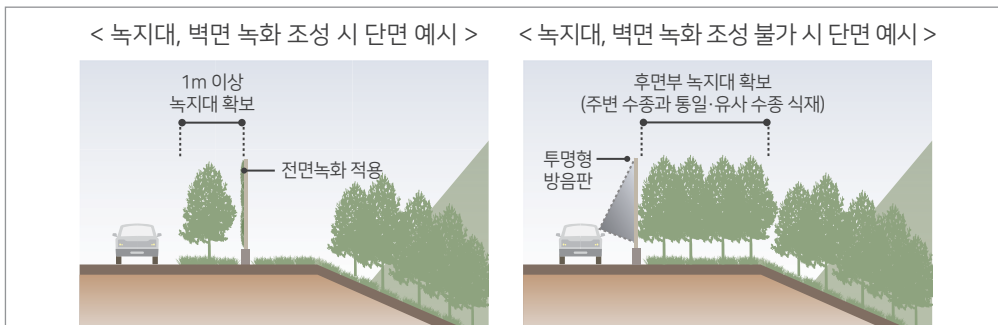 < 녹지대, 벽면 녹화 조성 시 단면 예시 >
1m 이상
녹지대 확보
전면녹화 적용
< 녹지대, 벽면 녹화 조성 불가 시 단면 예시 >
후면부 녹지대 확보
(주변 수종과 통일·유사 수종 식재)
투명형
방음판